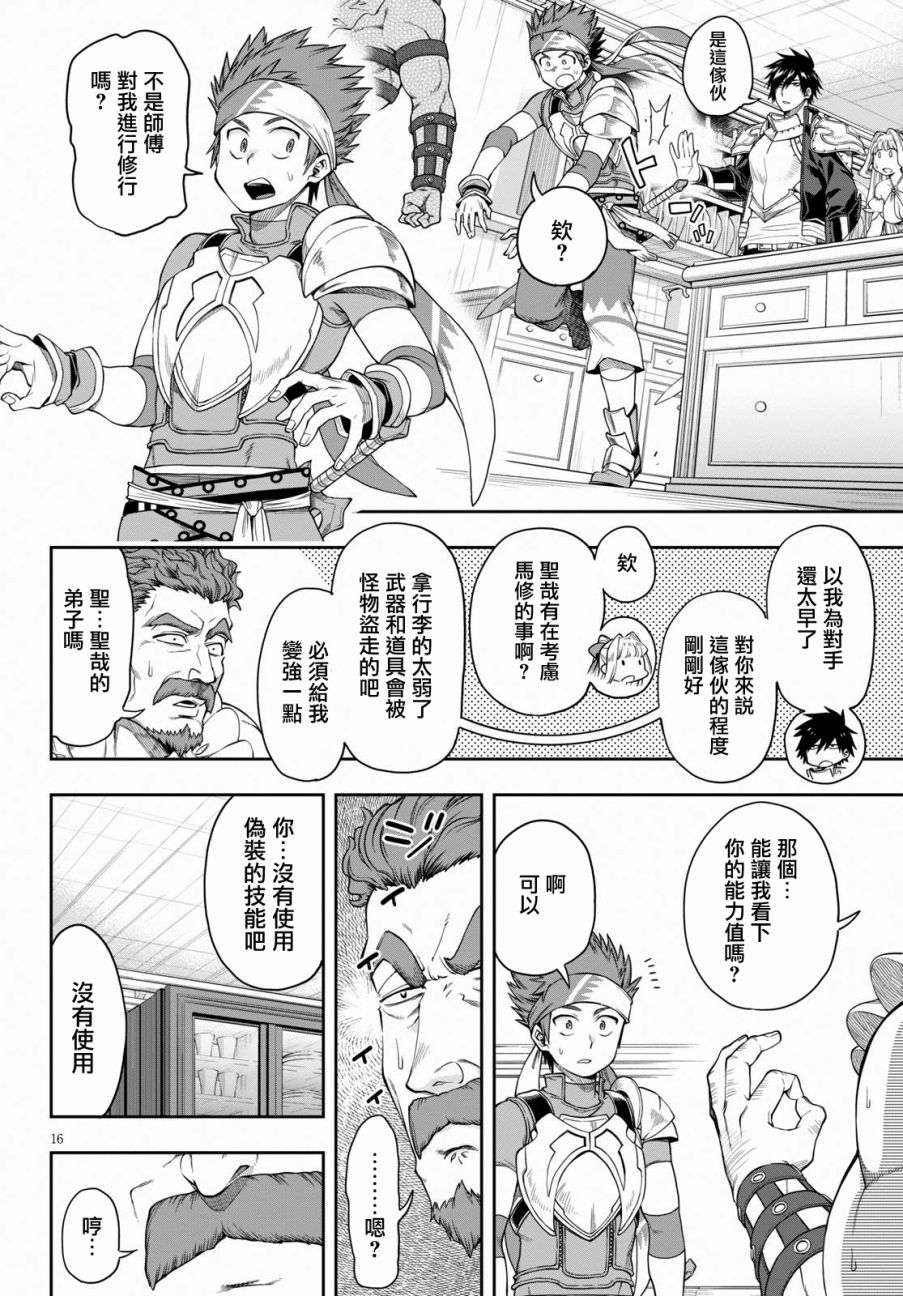 是這傢伙
欸？
不是師傅
對我進行修行
嗎？
以我為對手
還太早了
對你來説
這傢伙的程度
剛剛好
欸
聖哉有在考慮
馬修的事啊？
拿行李的太弱了
武器和道具會被
怪物盜走的吧
必須給我
變強一點
聖…聖哉的
弟子嗎
那個…
能讓我看下
你的能力值嗎？
啊
可以
………嗯？
你…沒有使用
偽裝的技能吧
沒有使用
哼…
16